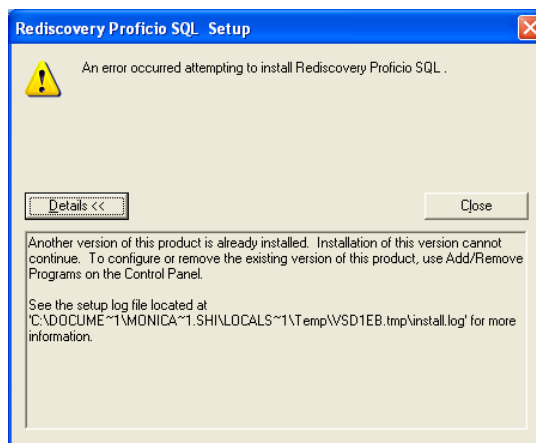 Rediscovery Proficio SQL  Setup
An error occurred attempting to install Rediscovery Proficio SQL .
Details <<
Close
Another version of this product is already installed.  Installation of this version cannot
continue.  To configure or remove the existing version of this product, use Add/Remove
Programs on the Control Panel.
See the setup log file located at
'C:\DOCUME~1\MONICA~1.SHI\LOCALS~1\Temp\VSD1EB.tmp\install.log' for more
information.